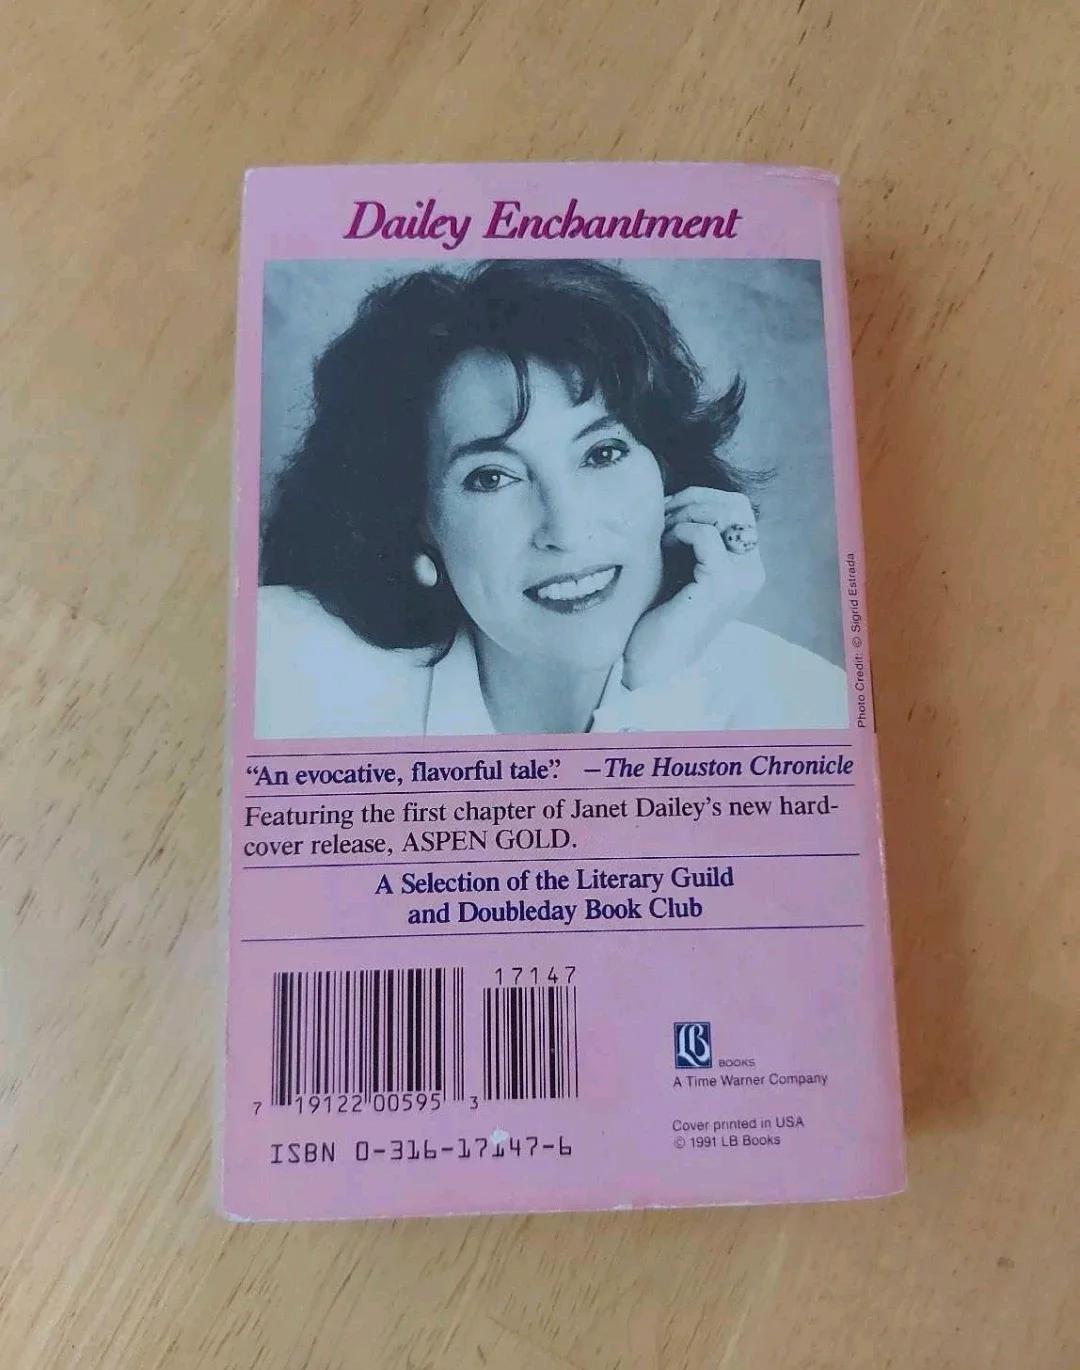 Dailey Enchantment
Photo Credit: © Sigrid Estrada
“An evocative, flavorful tale.” —The Houston Chronicle
Featuring the first chapter of Janet Dailey’s new hard-
cover release, ASPEN GOLD.
A Selection of the Literary Guild
and Doubleday Book Club
17147
7 19122 00595 3
LB BOOKS
A Time Warner Company
Cover printed in USA
© 1991 LB Books
ISBN 0-316-17147-6